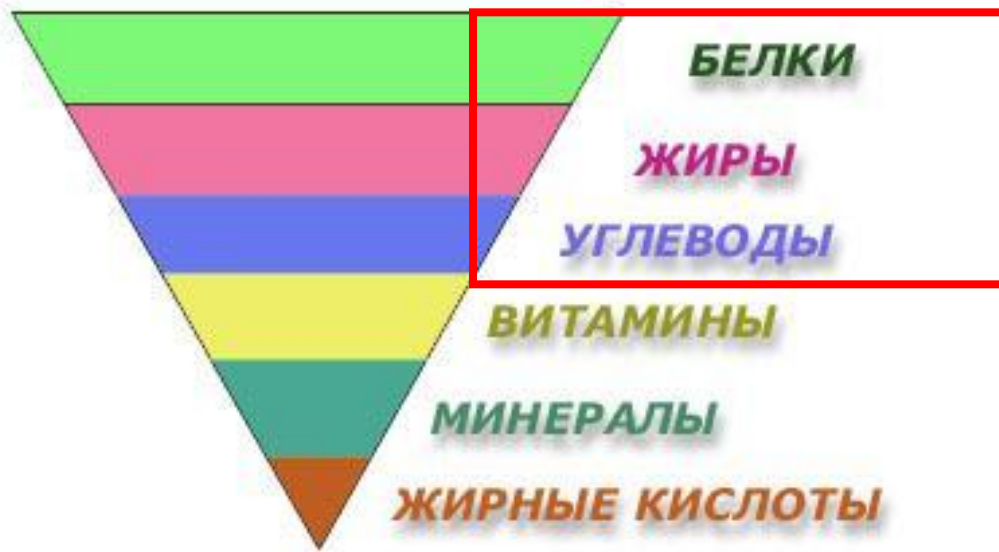 БЕЛКИ
ЖИРЫ
УГЛЕВОДЫ
ВИТАМИНЫ
МИНЕРАЛЫ
ЖИРНЫЕ КИСЛОТЫ